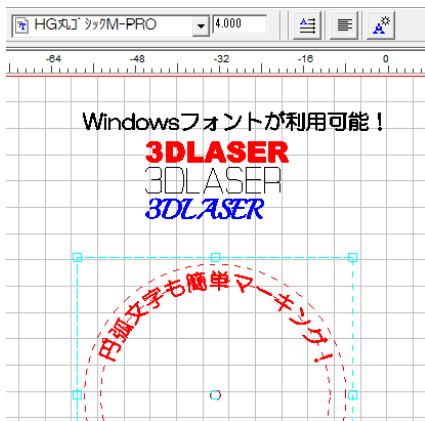 HG丸ゴシックM-PRO 4.000
-64 -48 -32 -16 0
Windowsフォントが利用可能！
3DLASER
3DLASER
3DLASER
円弧文字も簡単マーキング！